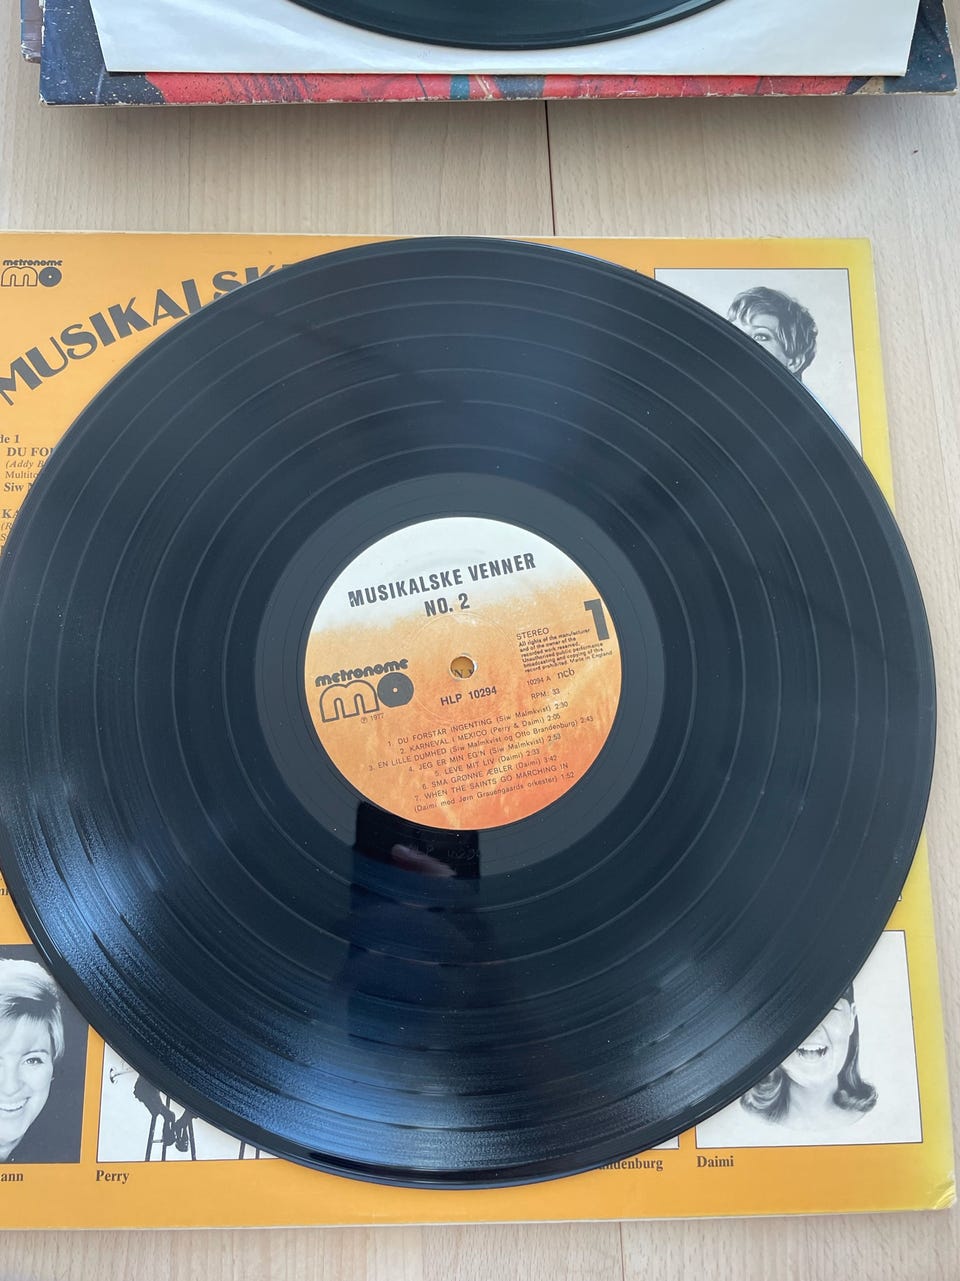 metronome
mo
MUSIKALSKE
de 1
DU FO
(Addy B
Siw
KA
MUSIKALSKE VENNER
NO. 2
1
STEREO
All rights of the manufacturer
and of the owner of the
recorded work reserved.
Unauthorised public performance
broadcasting and copying of this
record prohibited Made in England
10294 A ncb
metronome
mo
HLP 10294
RPM: 33
℗ 1977
1. DU FORSTÅR INGENTING (Siw Malmkvist) 2:30
2. KARNEVAL I MEXICO (Perry & Daimi) 2:05
3. EN LILLE DUMHED (Siw Malmkvist og Otto Brandenburg) 2:43
4. JEG ER MIN EG'N (Siw Malmkvist) 2:53
5. LEVE MIT LIV (Daimi) 2:33
6. SMÅ GRØNNE ÆBLER (Daimi) 3:42
7. WHEN THE SAINTS GO MARCHING IN
(Daimi med Jørn Grauengaards orkester) 1:52
ann
Perry
ndenburg
Daimi